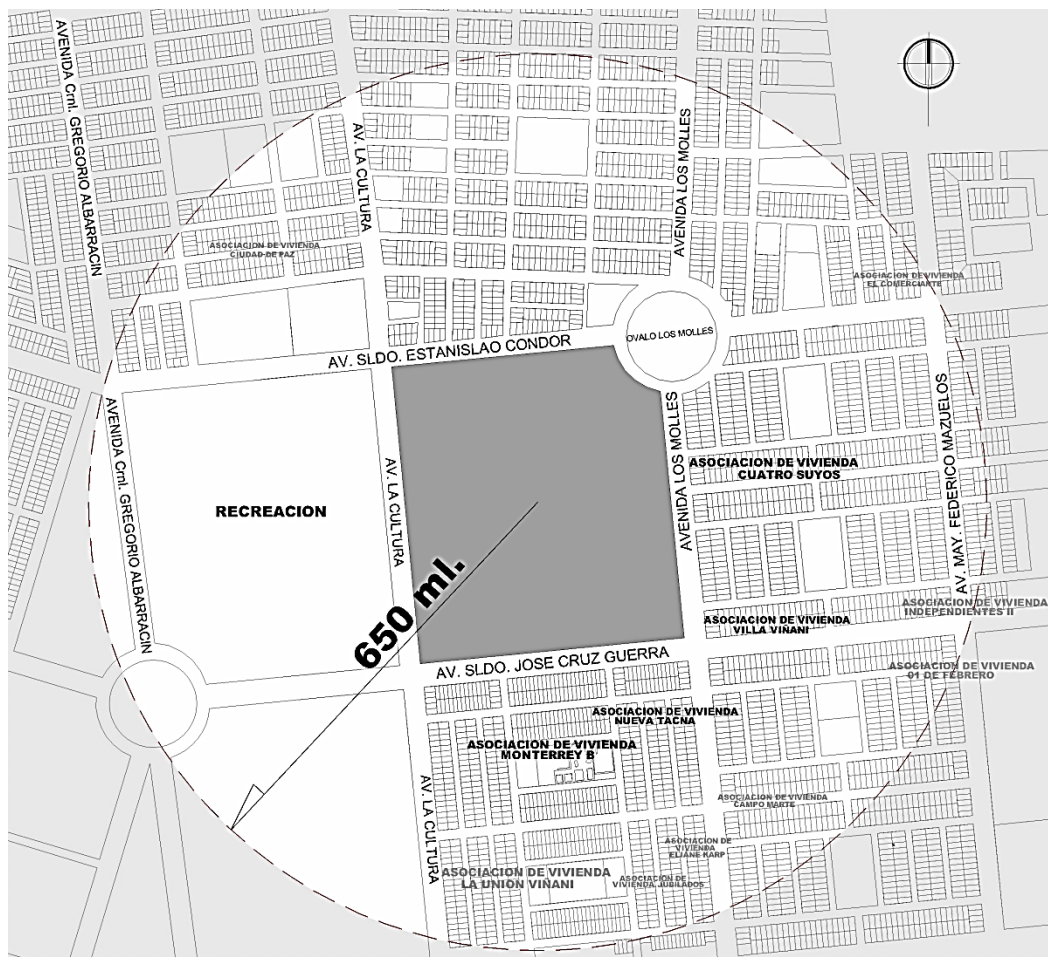 AVENIDA Crnl. GREGORIO ALBARRACIN
AV. LA CULTURA
AVENIDA LOS MOLLES
ASOCIACION DE VIVIENDA
CIUDAD DE PAZ
ASOCIACION DE VIVIENDA
EL COMERCIANTE
OVALO LOS MOLLES
AV. SLDO. ESTANISLAO CONDOR
AVENIDA Crnl. GREGORIO ALBARRACIN
AV. LA CULTURA
AVENIDA LOS MOLLES
AV. MAY. FEDERICO MAZUELOS
ASOCIACION DE VIVIENDA
CUATRO SUYOS
RECREACION
650 ml.
ASOCIACION DE VIVIENDA
INDEPENDIENTES II
ASOCIACION DE VIVIENDA
VILLA VIÑANI
AV. SLDO. JOSE CRUZ GUERRA
ASOCIACION DE VIVIENDA
01 DE FEBRERO
ASOCIACION DE VIVIENDA
NUEVA TACNA
ASOCIACION DE VIVIENDA
MONTERREY B'
AV. LA CULTURA
ASOCIACION DE VIVIENDA
CAMPO MARTE
ASOCIACION DE
VIVIENDA
ELIANE KARP
ASOCIACION DE VIVIENDA
LA UNION VIÑANI
ASOCIACION DE
VIVIENDA JUBILADOS